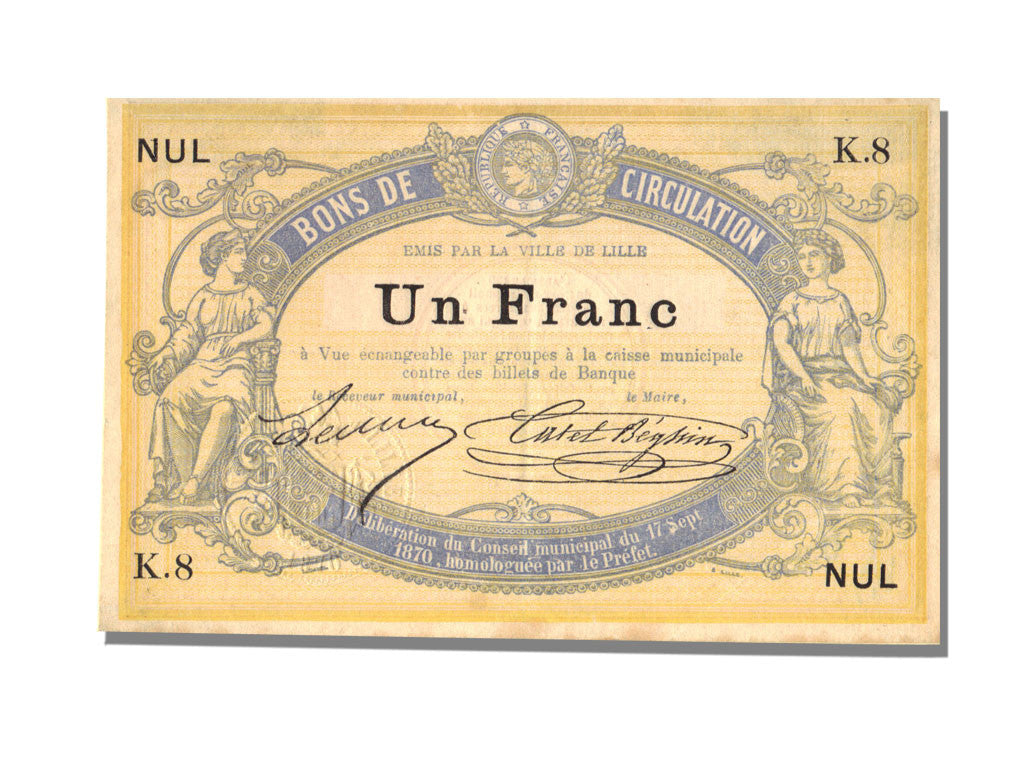 NUL
K.8
RÉPUBLIQUE FRANÇAISE
BONS DE CIRCULATION
EMIS PAR LA VILLE DE LILLE
Un Franc
à Vue échangeable par groupes à la caisse municipale
contre des billets de Banque
le Receveur municipal,
le Maire,
Catel Béghin
Délibération du Conseil municipal du 17 Sept
1870, homologuée par le Préfet.
K.8
NUL